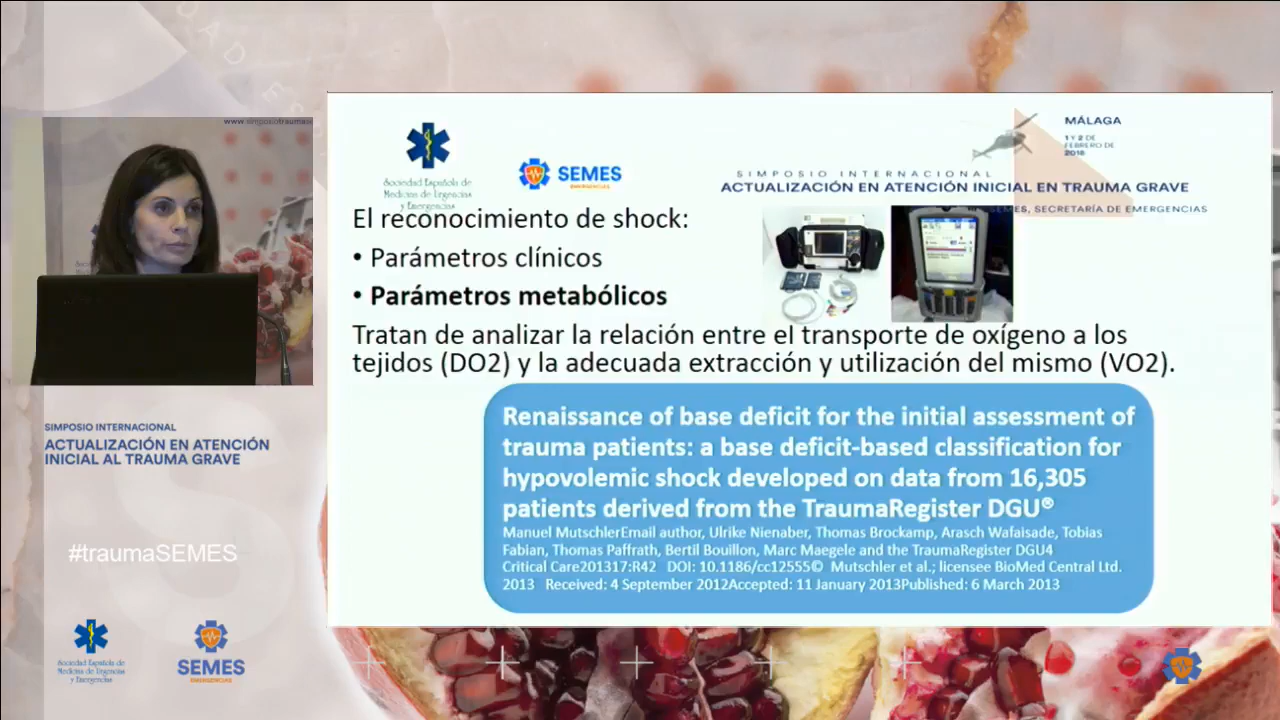 www.simposiotrauma
MÁLAGA
1 Y 2 DE
FEBRERO DE
2018
Sociedad Española de
Medicina de Urgencias
y Emergencias
SEMES
EMERGENCIAS
SIMPOSIO INTERNACIONAL
ACTUALIZACIÓN EN ATENCIÓN INICIAL EN TRAUMA GRAVE
SEMES, SECRETARÍA DE EMERGENCIAS
El reconocimiento de shock:
• Parámetros clínicos
• Parámetros metabólicos
Tratan de analizar la relación entre el transporte de oxígeno a los
tejidos (DO2) y la adecuada extracción y utilización del mismo (VO2).
Renaissance of base deficit for the initial assessment of
trauma patients: a base deficit-based classification for
hypovolemic shock developed on data from 16,305
patients derived from the TraumaRegister DGU®
Manuel MutschlerEmail author, Ulrike Nienaber, Thomas Brockamp, Arasch Wafaisade, Tobias
Fabian, Thomas Paffrath, Bertil Bouillon, Marc Maegele and the TraumaRegister DGU4
Critical Care201317:R42 DOI: 10.1186/cc12555© Mutschler et al.; licensee BioMed Central Ltd.
2013 Received: 4 September 2012Accepted: 11 January 2013Published: 6 March 2013
SIMPOSIO INTERNACIONAL
ACTUALIZACIÓN EN ATENCIÓN
INICIAL AL TRAUMA GRAVE
#traumaSEMES
Sociedad Española de
Medicina de Urgencias
y Emergencias
SEMES
EMERGENCIAS